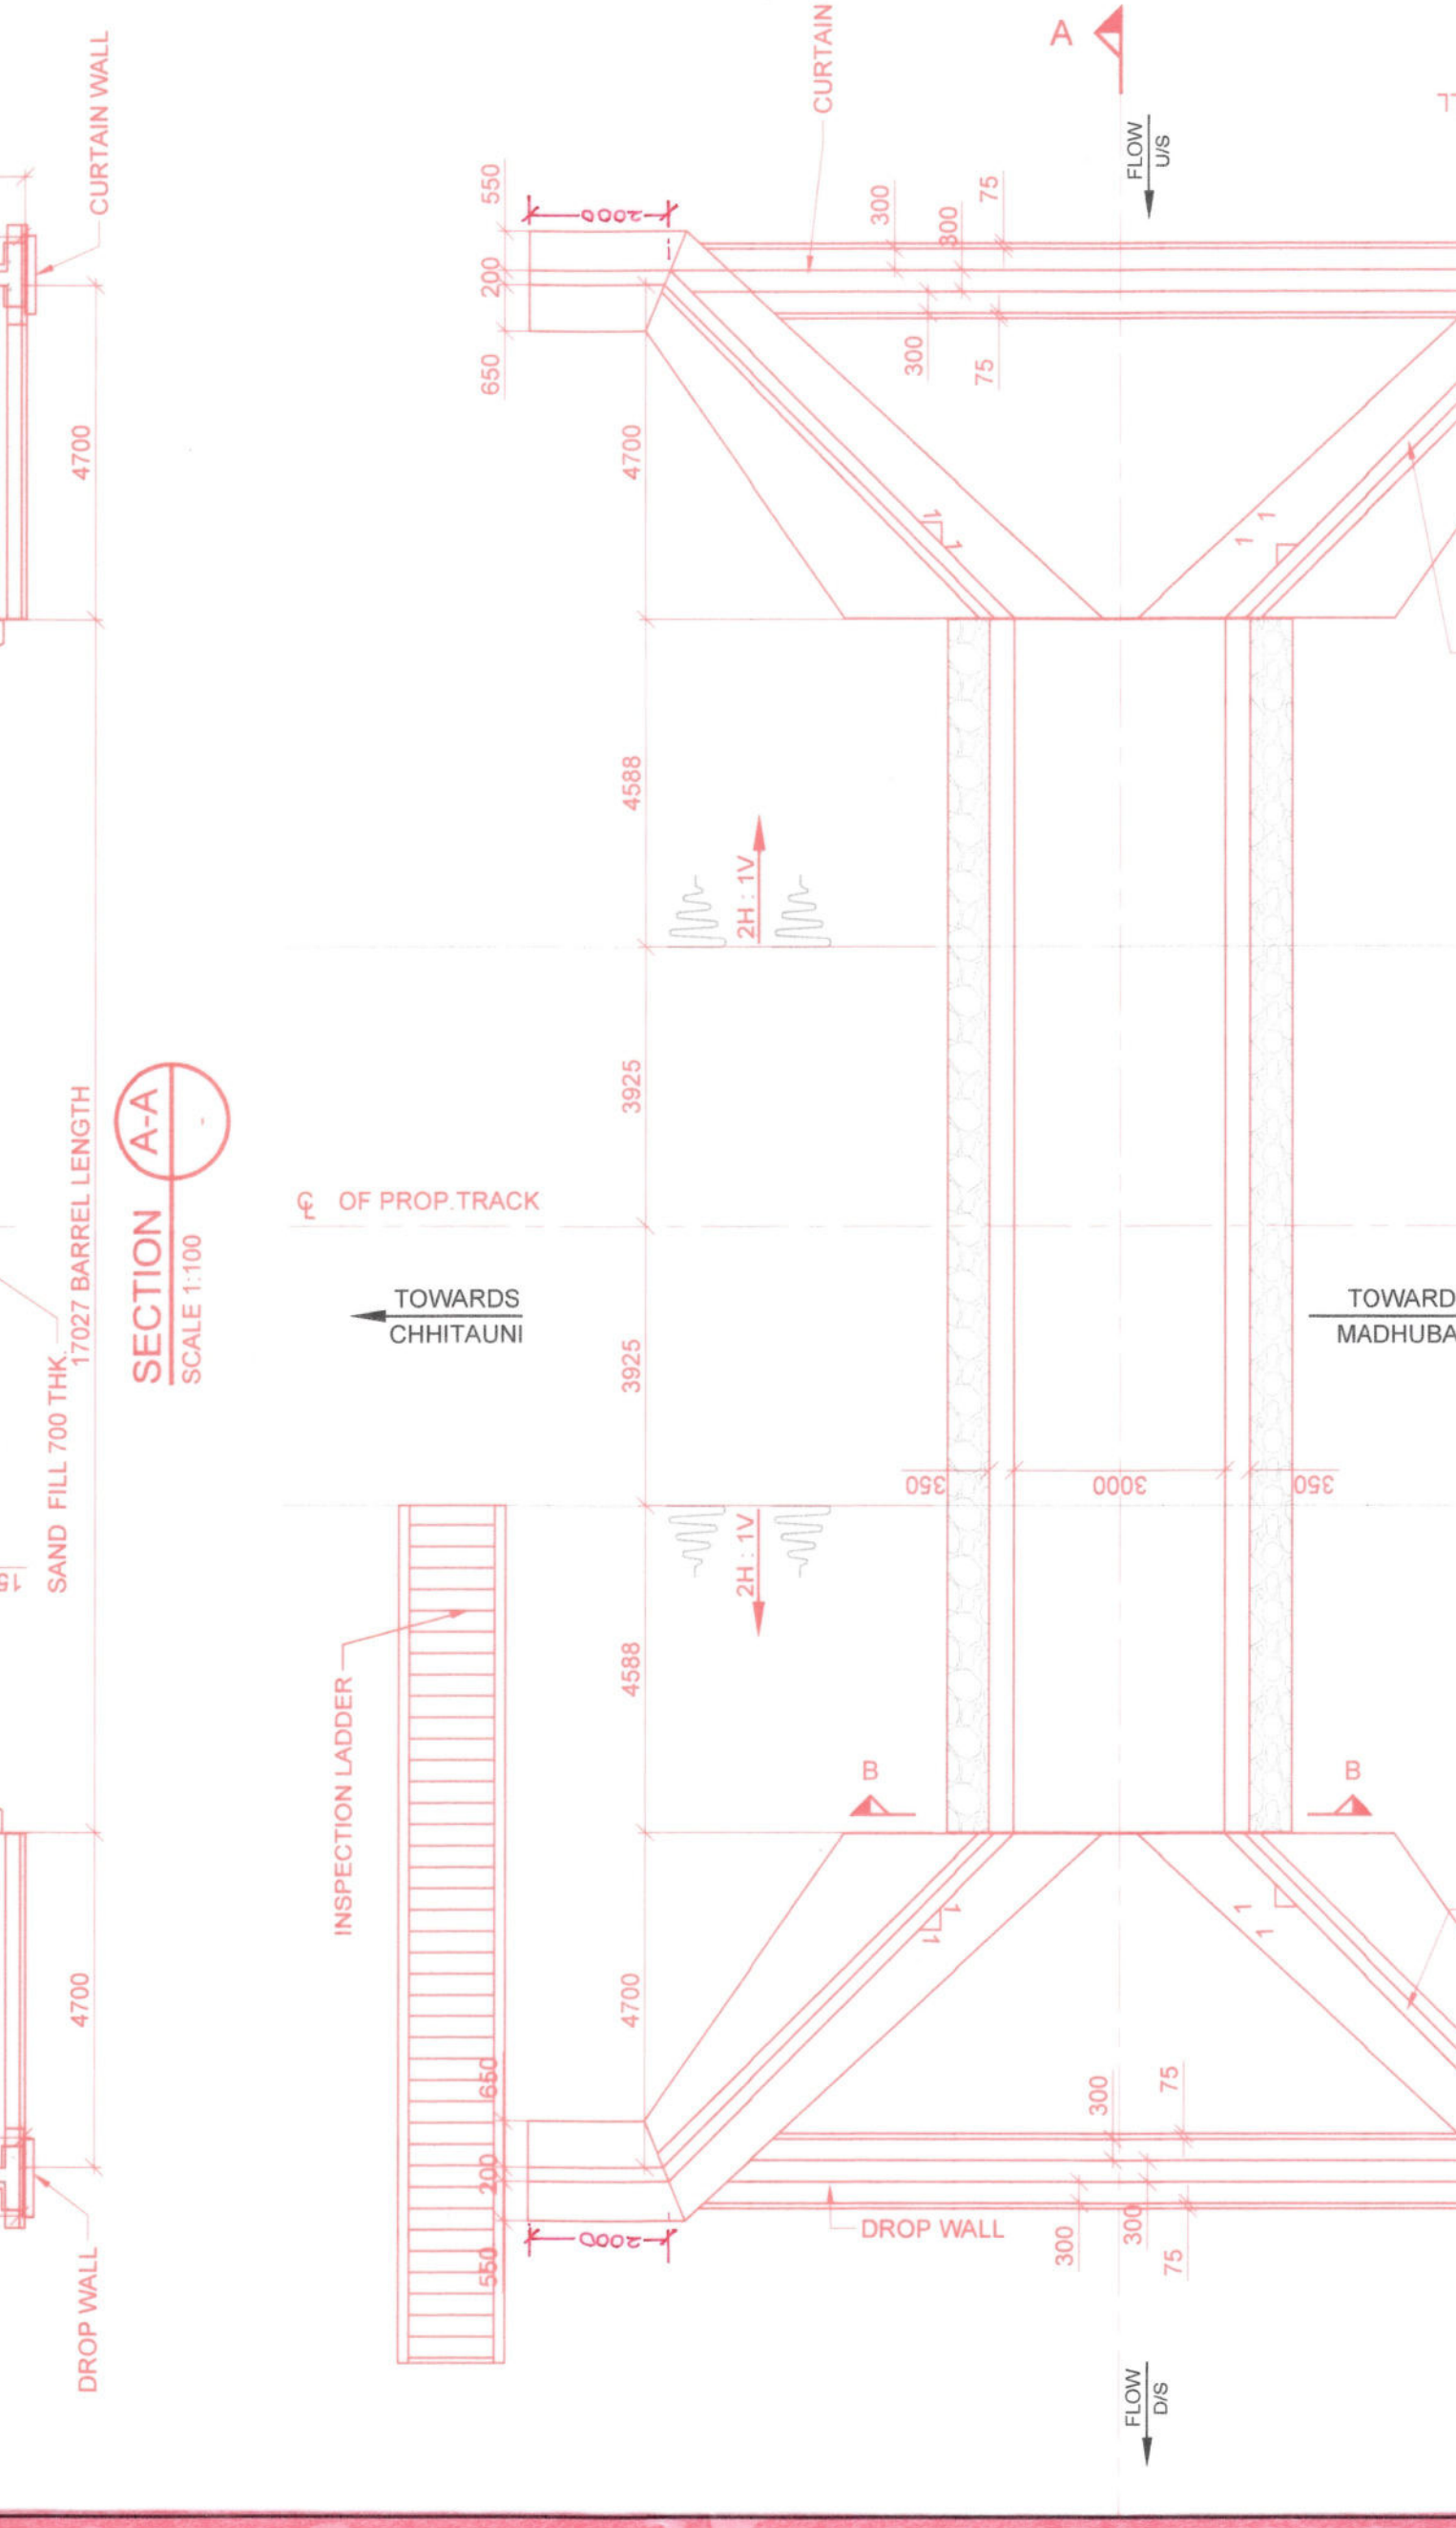 CURTAIN WALL
4700
17027 BARREL LENGTH
SAND FILL 700 THK.
4700
DROP WALL
SECTION A-A
-
SCALE 1:100
℄ OF PROP.TRACK
TOWARDS
CHHITAUNI
INSPECTION LADDER
550
200
650
2000
4700
4588
3925
3925
4588
4700
650
200
550
2000
2H : 1V
2H : 1V
CURTAIN
300
300
300
75
75
A
FLOW
U/S
1
1
1
1
TOWARD
MADHUBA
350
3000
350
B
B
1
1
1
1
DROP WALL
300
75
300
300
75
FLOW
D/S